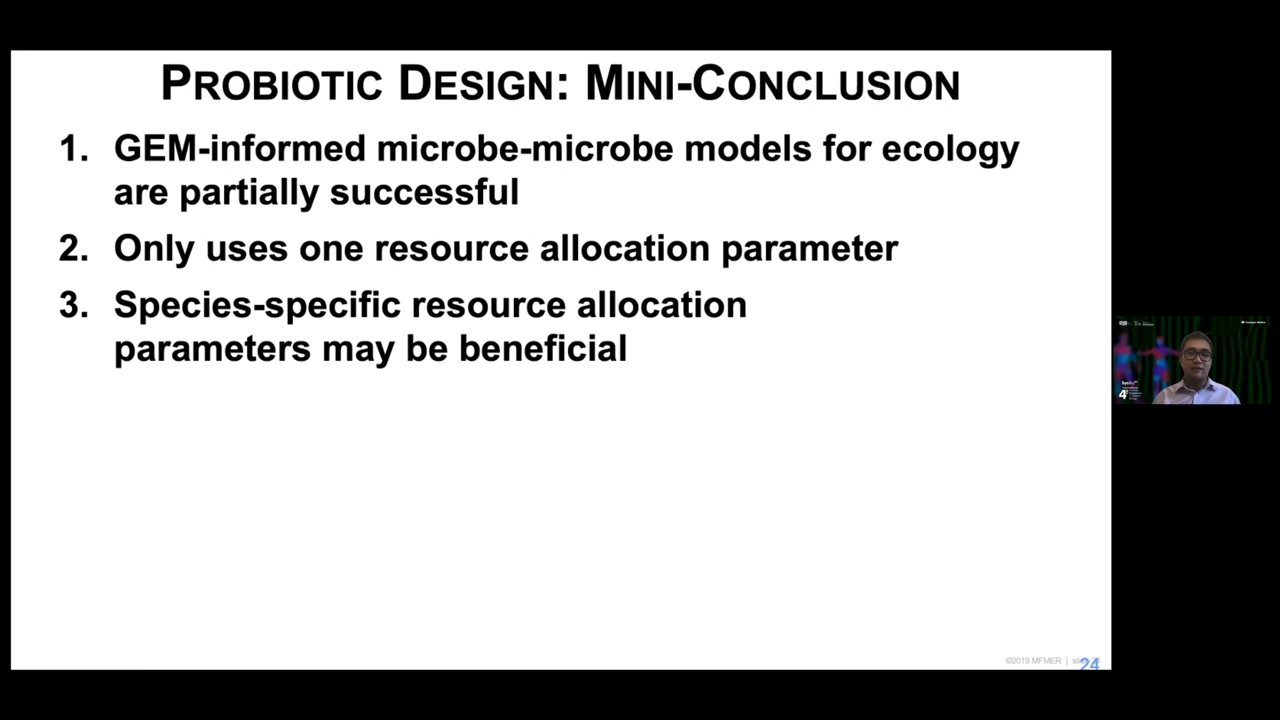 PROBIOTIC DESIGN: MINI-CONCLUSION
1. GEM-informed microbe-microbe models for ecology
are partially successful
2. Only uses one resource allocation parameter
3. Species-specific resource allocation
parameters may be beneficial
©2019 MFMER |
24
4